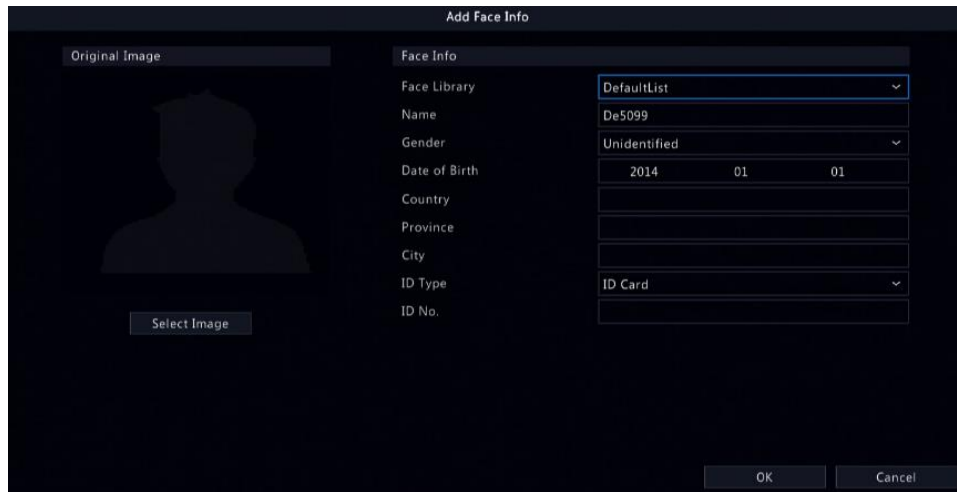 Add Face Info
Original Image
Select Image
Face Info
Face Library DefaultList
Name De5099
Gender Unidentified
Date of Birth 2014 01 01
Country
Province
City
ID Type ID Card
ID No.
OK Cancel